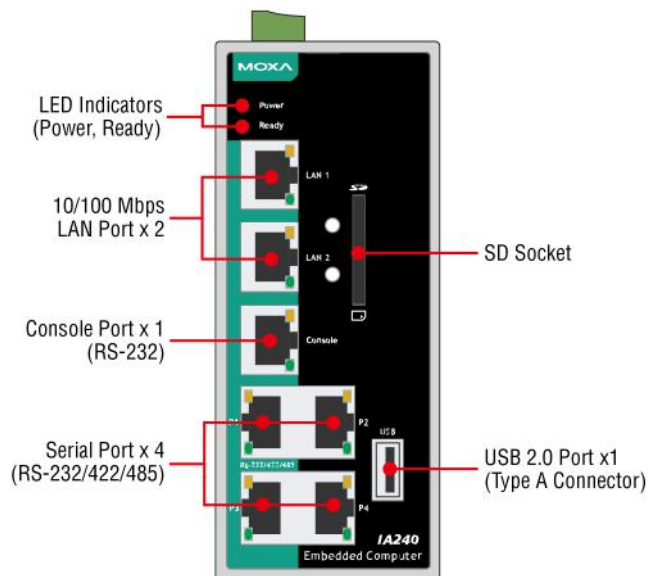 MOXA
LED Indicators
(Power, Ready)
Power
Ready
LAN 1
10/100 Mbps
LAN Port x 2
LAN 2
SD Socket
Console Port x 1
(RS-232)
Console
P1
P2
USB
Serial Port x 4
(RS-232/422/485)
Rs-232/422/485
USB 2.0 Port x1
(Type A Connector)
P3
P4
IA240
Embedded Computer